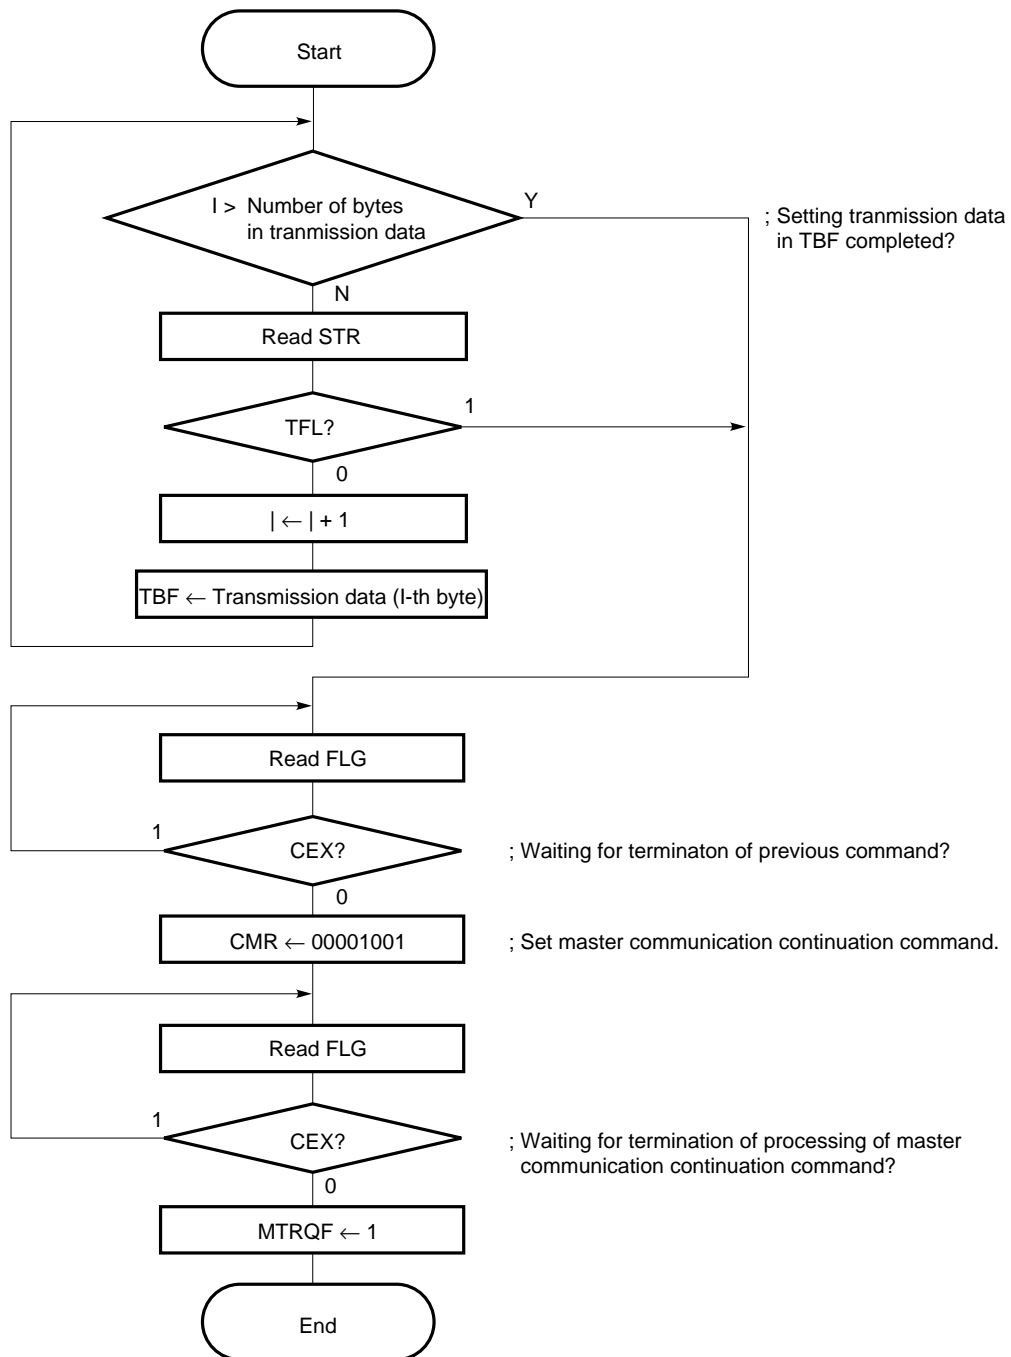 Start
I > Number of bytes
in tranmission data
Y
; Setting tranmission data
in TBF completed?
N
Read STR
TFL?
1
0
| ← | + 1
TBF ← Transmission data (I-th byte)
Read FLG
1
CEX?
; Waiting for terminaton of previous command?
0
CMR ← 00001001
; Set master communication continuation command.
Read FLG
1
CEX?
; Waiting for termination of processing of master
communication continuation command?
0
MTRQF ← 1
End